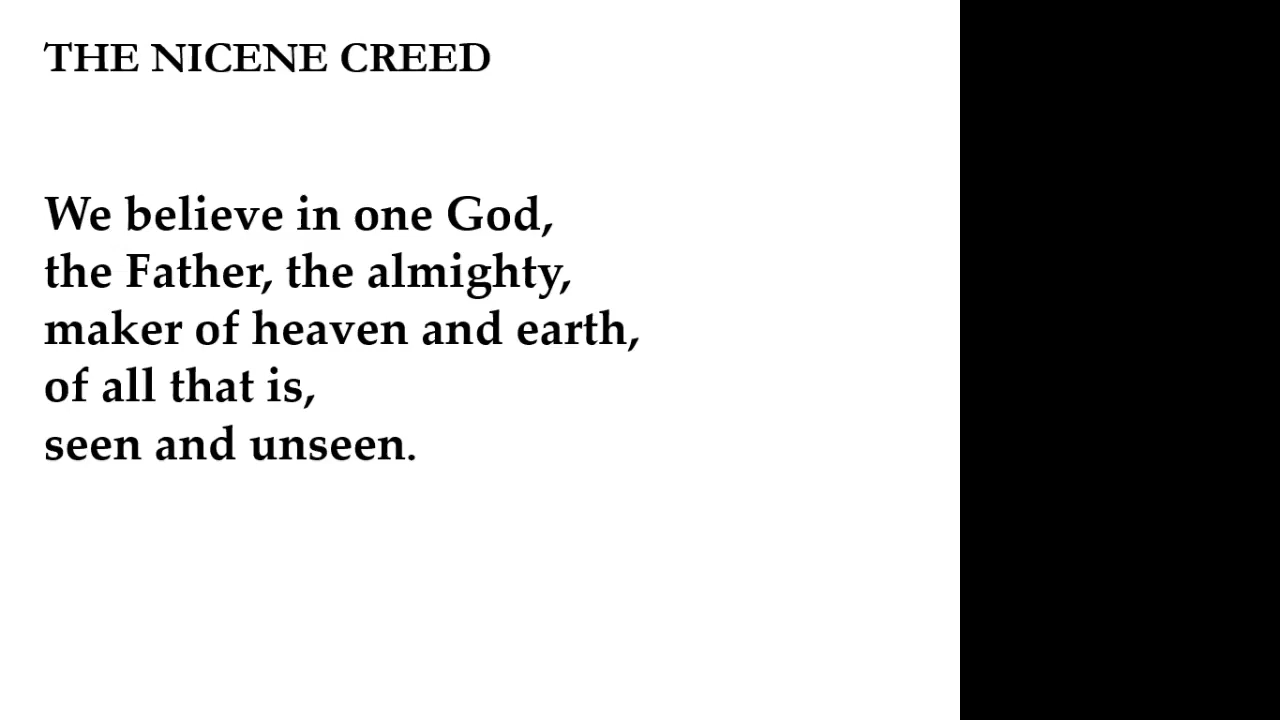 THE NICENE CREED
We believe in one God,
the Father, the almighty,
maker of heaven and earth,
of all that is,
seen and unseen.